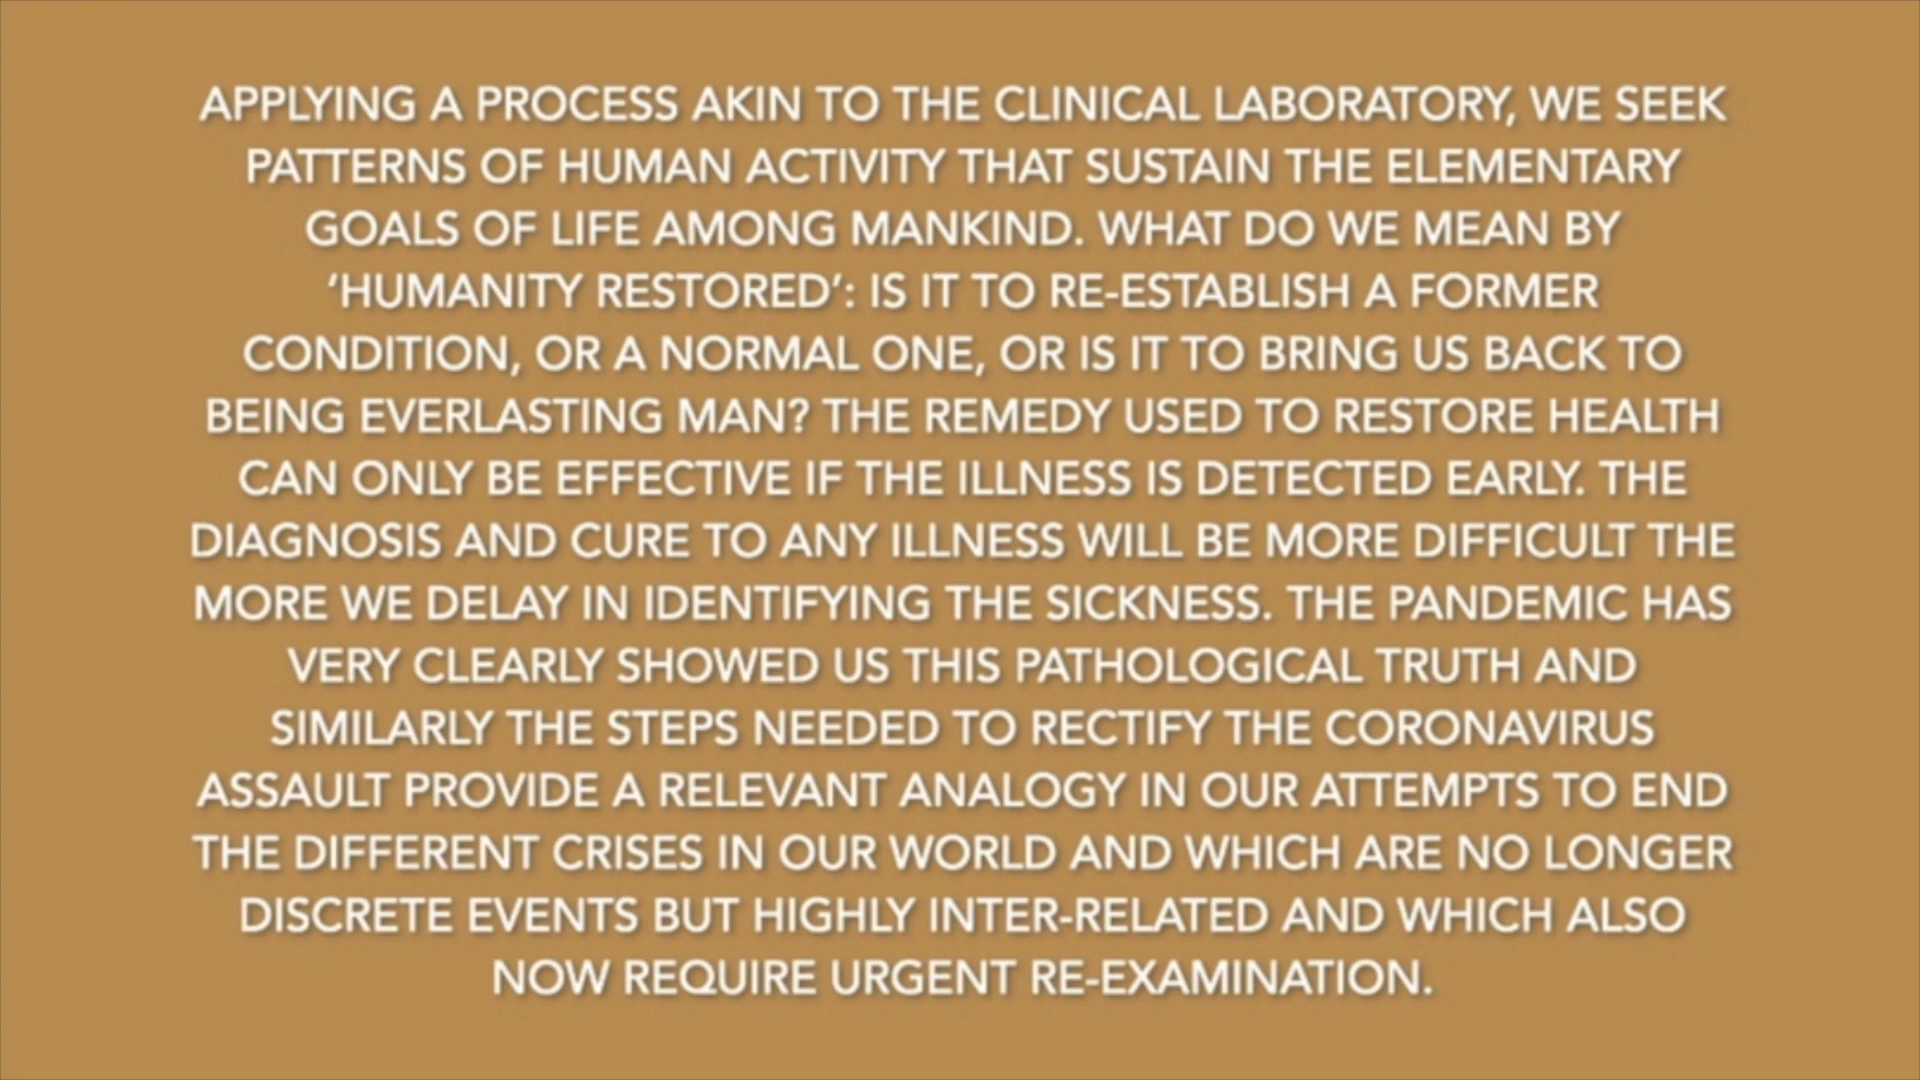 APPLYING A PROCESS AKIN TO THE CLINICAL LABORATORY, WE SEEK
PATTERNS OF HUMAN ACTIVITY THAT SUSTAIN THE ELEMENTARY
GOALS OF LIFE AMONG MANKIND. WHAT DO WE MEAN BY
‘HUMANITY RESTORED’: IS IT TO RE-ESTABLISH A FORMER
CONDITION, OR A NORMAL ONE, OR IS IT TO BRING US BACK TO
BEING EVERLASTING MAN? THE REMEDY USED TO RESTORE HEALTH
CAN ONLY BE EFFECTIVE IF THE ILLNESS IS DETECTED EARLY. THE
DIAGNOSIS AND CURE TO ANY ILLNESS WILL BE MORE DIFFICULT THE
MORE WE DELAY IN IDENTIFYING THE SICKNESS. THE PANDEMIC HAS
VERY CLEARLY SHOWED US THIS PATHOLOGICAL TRUTH AND
SIMILARLY THE STEPS NEEDED TO RECTIFY THE CORONAVIRUS
ASSAULT PROVIDE A RELEVANT ANALOGY IN OUR ATTEMPTS TO END
THE DIFFERENT CRISES IN OUR WORLD AND WHICH ARE NO LONGER
DISCRETE EVENTS BUT HIGHLY INTER-RELATED AND WHICH ALSO
NOW REQUIRE URGENT RE-EXAMINATION.